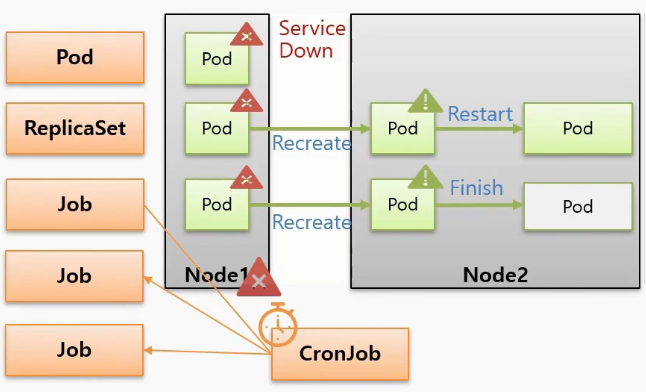 Pod
Pod
Service
Down
ReplicaSet
Pod
Recreate
Pod
Restart
Pod
Job
Pod
Recreate
Pod
Finish
Pod
Job
Node1
Node2
Job
CronJob